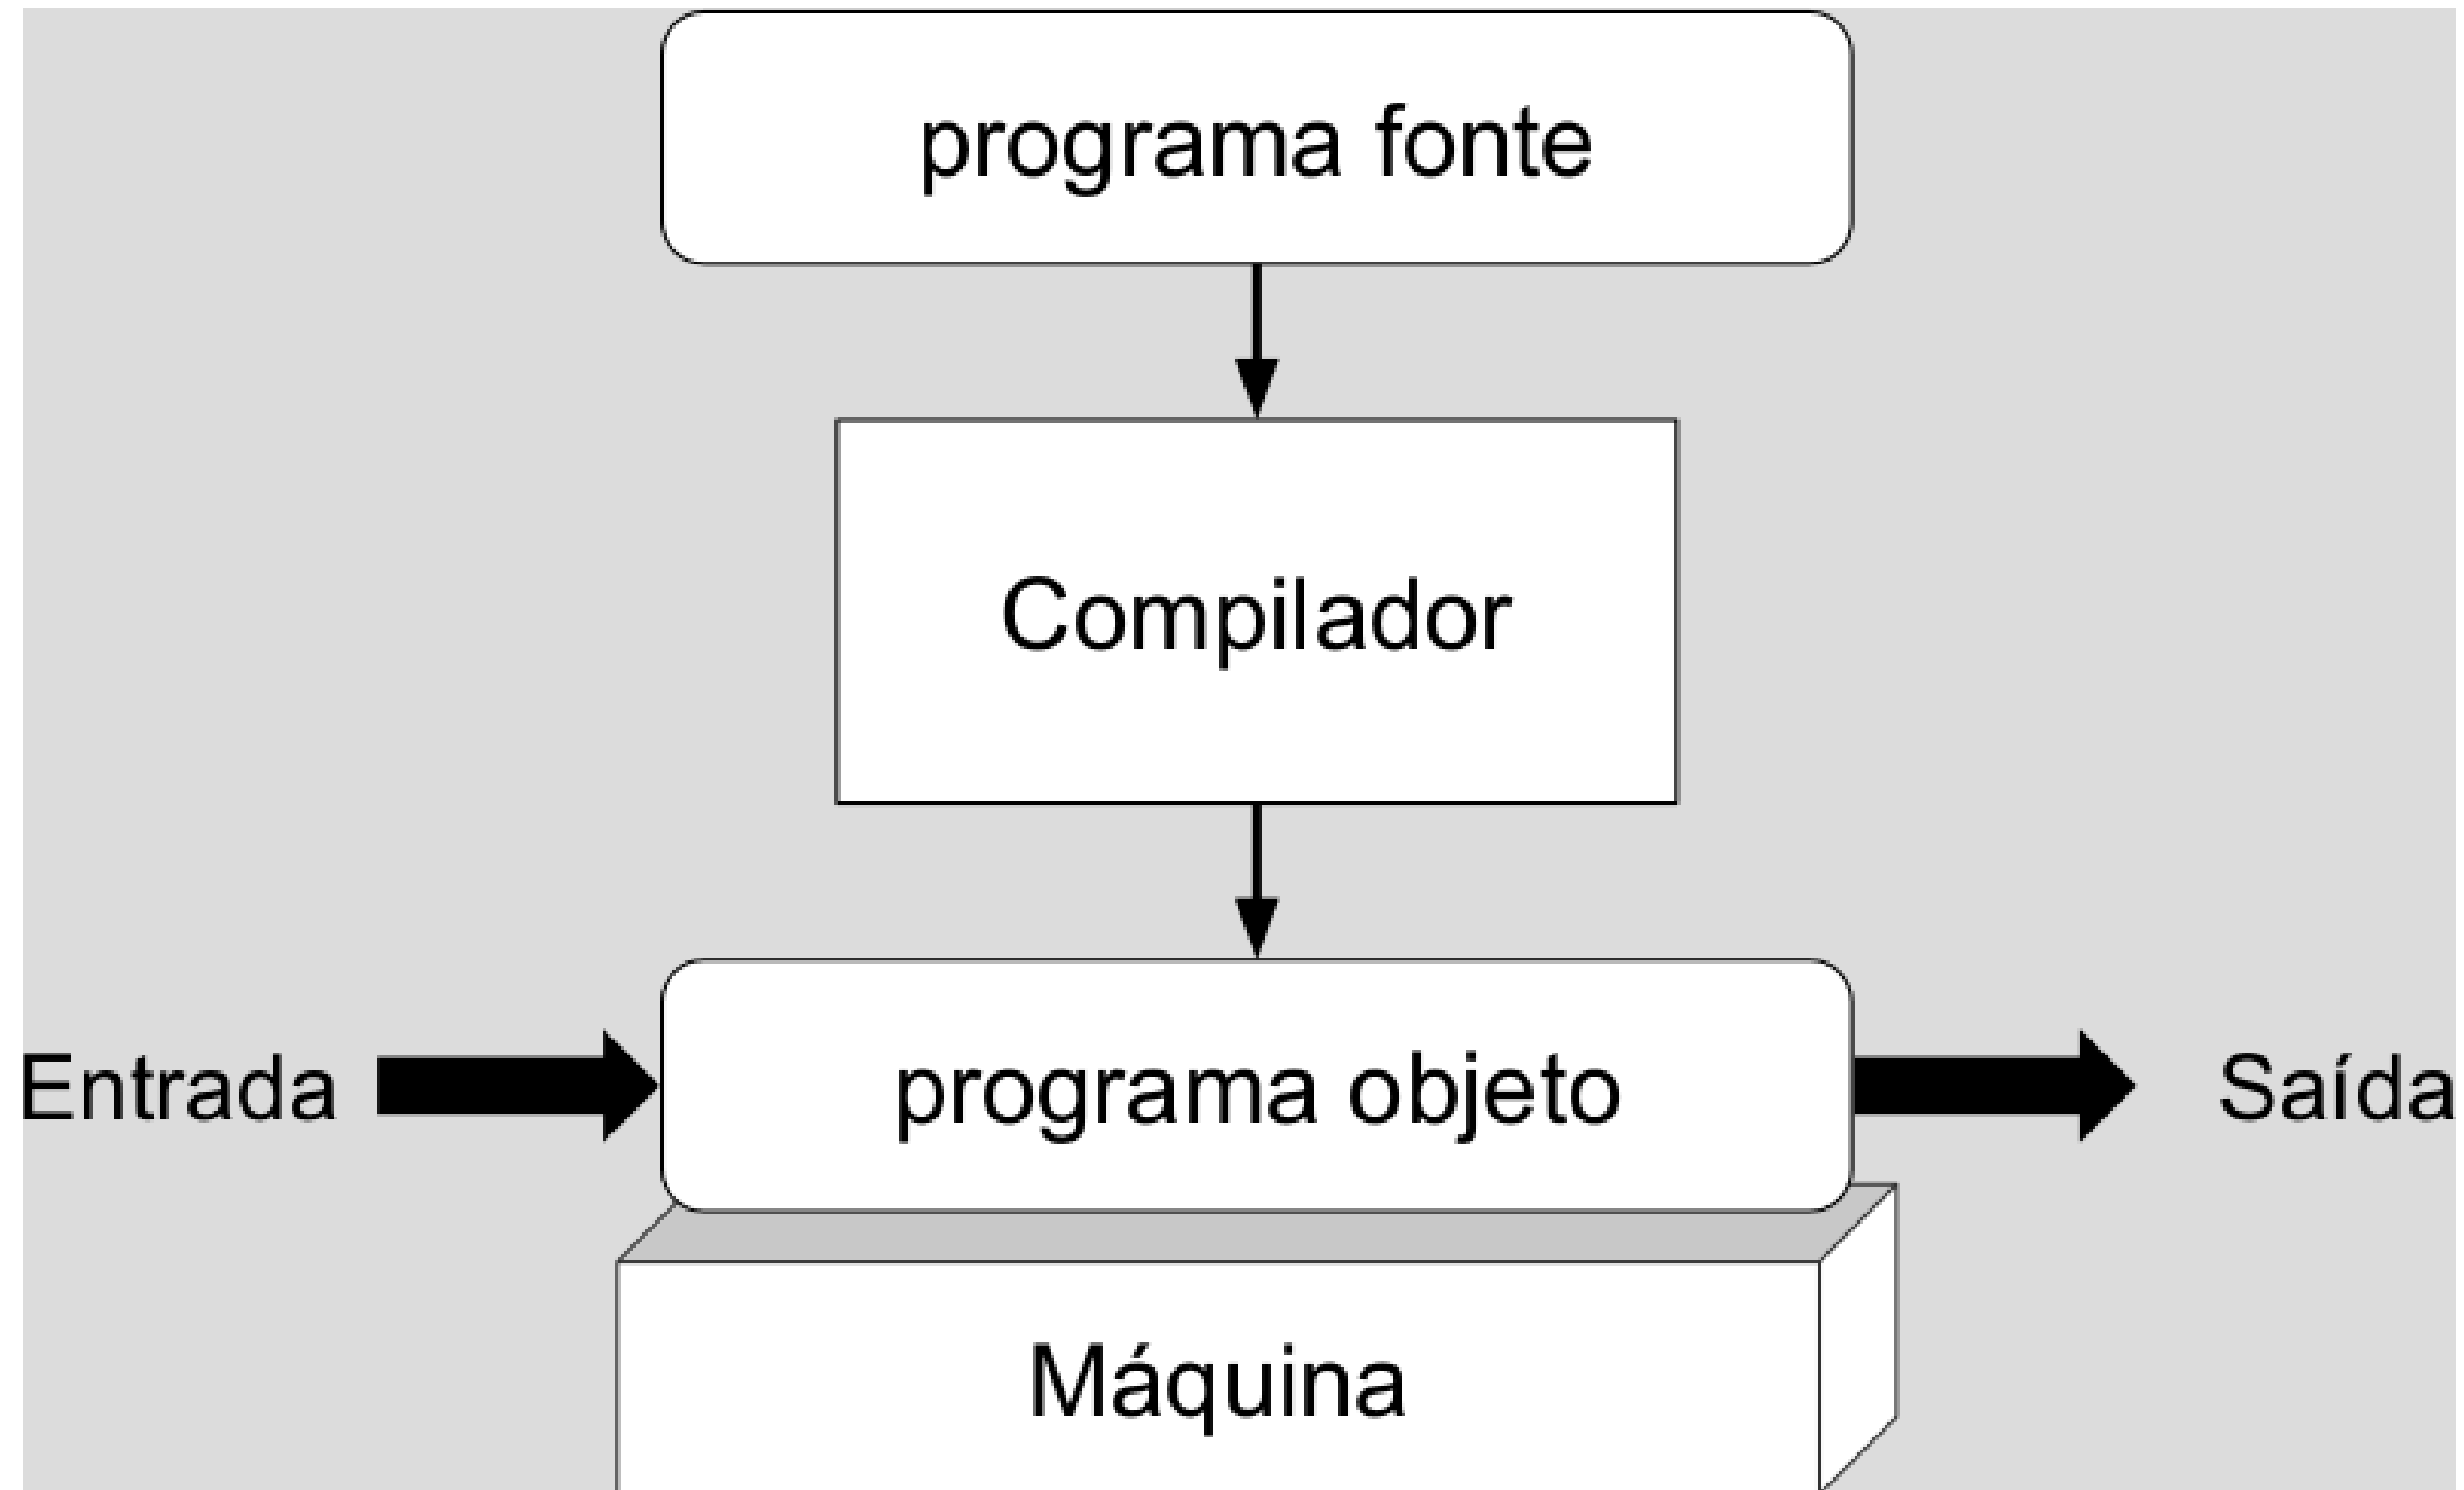 programa fonte
Compilador
Entrada
programa objeto
Saída
Máquina